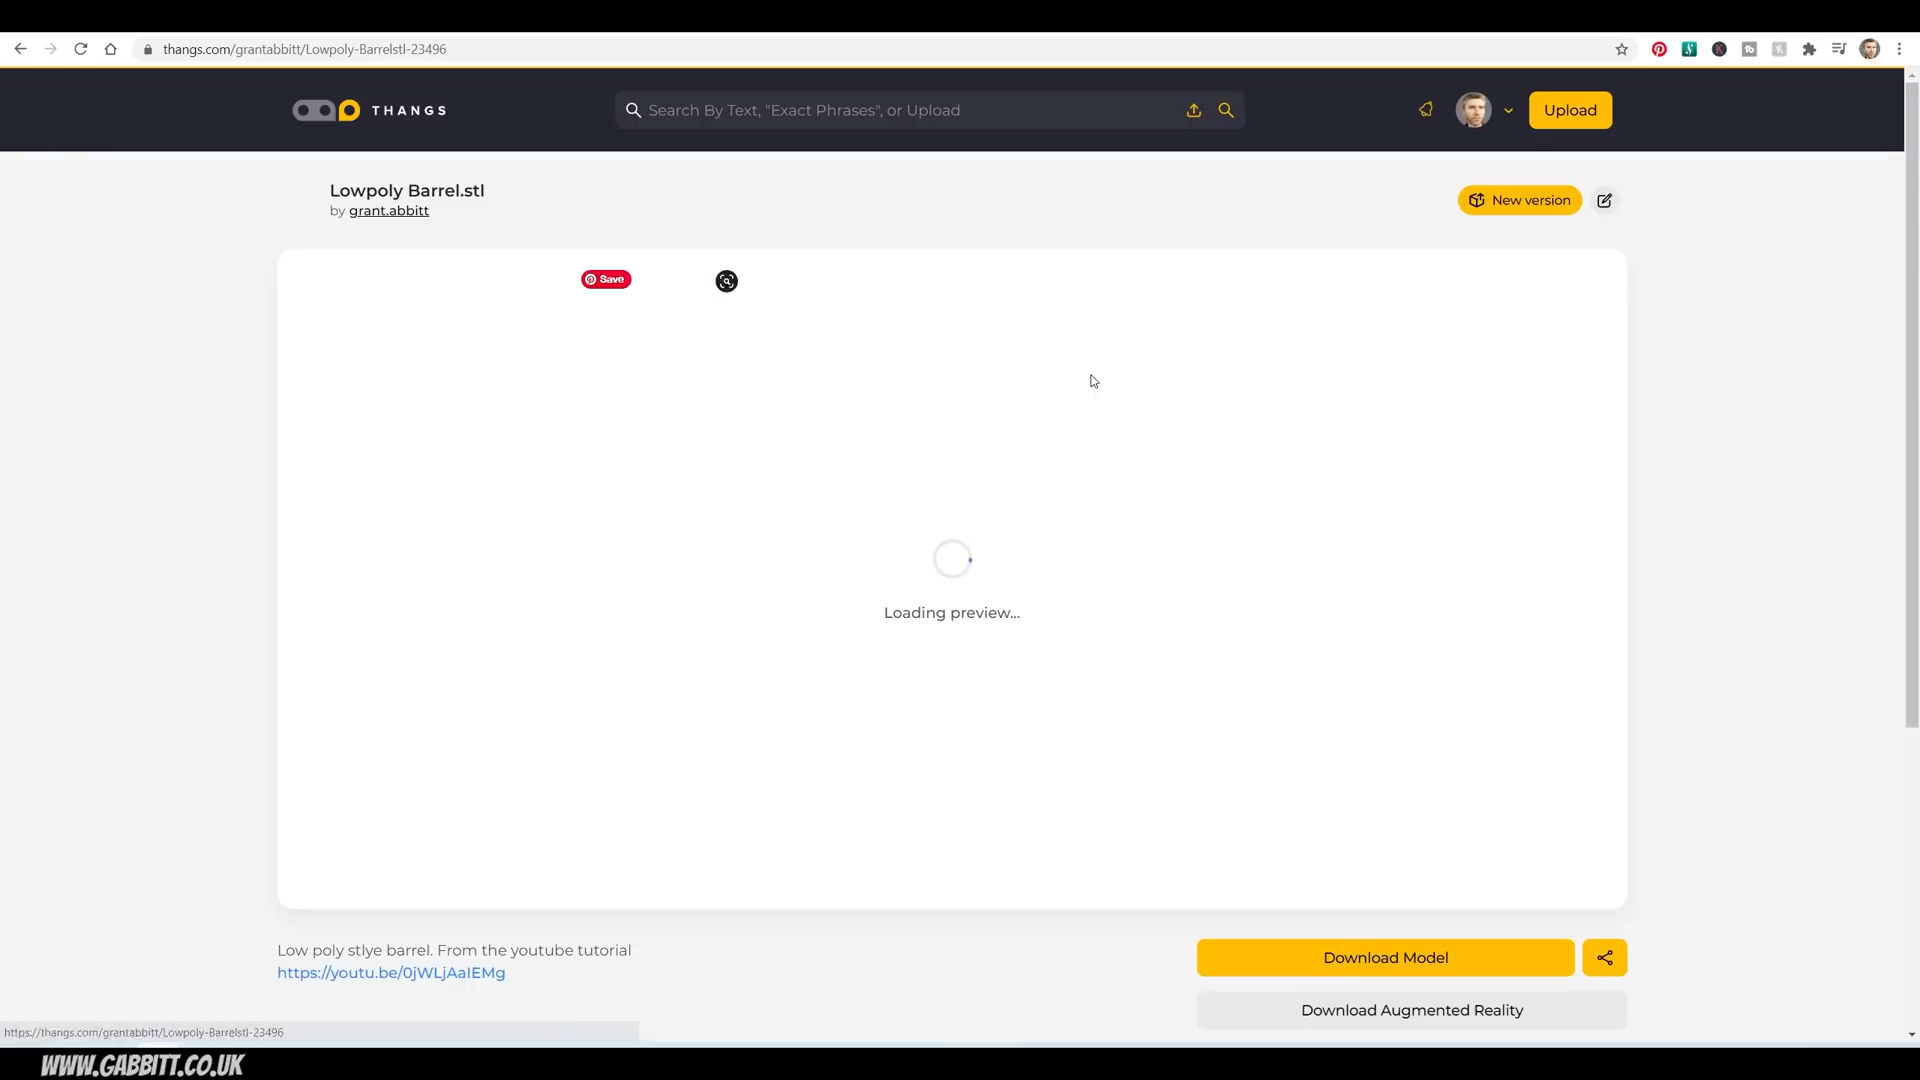 thangs.com/grantabbitt/Lowpoly-Barrelstl-23496
THANGS
Search By Text, "Exact Phrases", or Upload
Upload
Lowpoly Barrel.stl
by grant.abbitt
New version
Save
Loading preview...
Low poly stlye barrel. From the youtube tutorial
https://youtu.be/0jWLjAaIEMg
Download Model
Download Augmented Reality
https://thangs.com/grantabbitt/Lowpoly-Barrelstl-23496
WWW.GABBITT.CO.UK